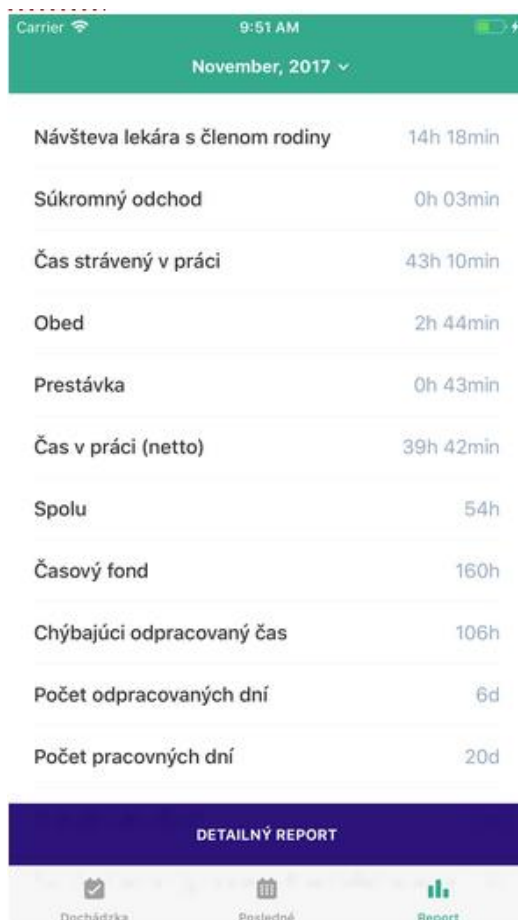 Carrier 9:51 AM
November, 2017
Návšteva lekára s členom rodiny 14h 18min
Súkromný odchod 0h 03min
Čas strávený v práci 43h 10min
Obed 2h 44min
Prestávka 0h 43min
Čas v práci (netto) 39h 42min
Spolu 54h
Časový fond 160h
Chýbajúci odpracovaný čas 106h
Počet odpracovaných dní 6d
Počet pracovných dní 20d
DETAILNÝ REPORT
Dochádzka Posledné Report